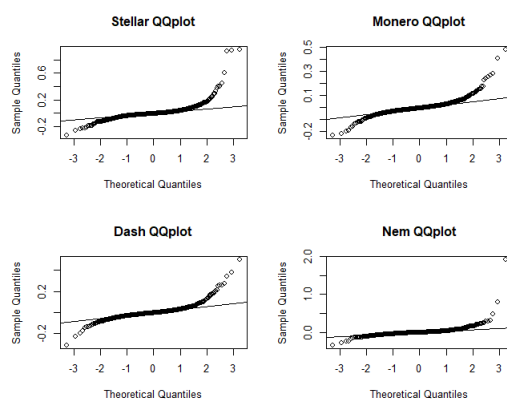 Stellar QQplot
Sample Quantiles
-0.2 0.2 0.6
-3 -2 -1 0 1 2 3
Theoretical Quantiles
Monero QQplot
Sample Quantiles
-0.2 0.1 0.3 0.5
-3 -2 -1 0 1 2 3
Theoretical Quantiles
Dash QQplot
Sample Quantiles
-0.2 0.2
-3 -2 -1 0 1 2 3
Theoretical Quantiles
Nem QQplot
Sample Quantiles
0.0 1.0 2.0
-3 -2 -1 0 1 2 3
Theoretical Quantiles